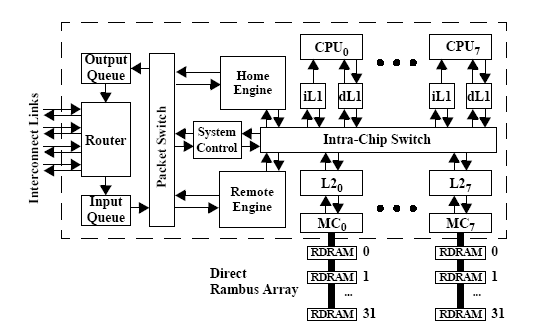 Output
Queue
Router
Input
Queue
Interconnect Links
Packet Switch
Home
Engine
System
Control
Remote
Engine
CPU0
CPU7
iL1
dL1
iL1
dL1
Intra-Chip Switch
L20
L27
MC0
MC7
Direct
Rambus Array
RDRAM 0
RDRAM 1
...
RDRAM 31
RDRAM 0
RDRAM 1
...
RDRAM 31